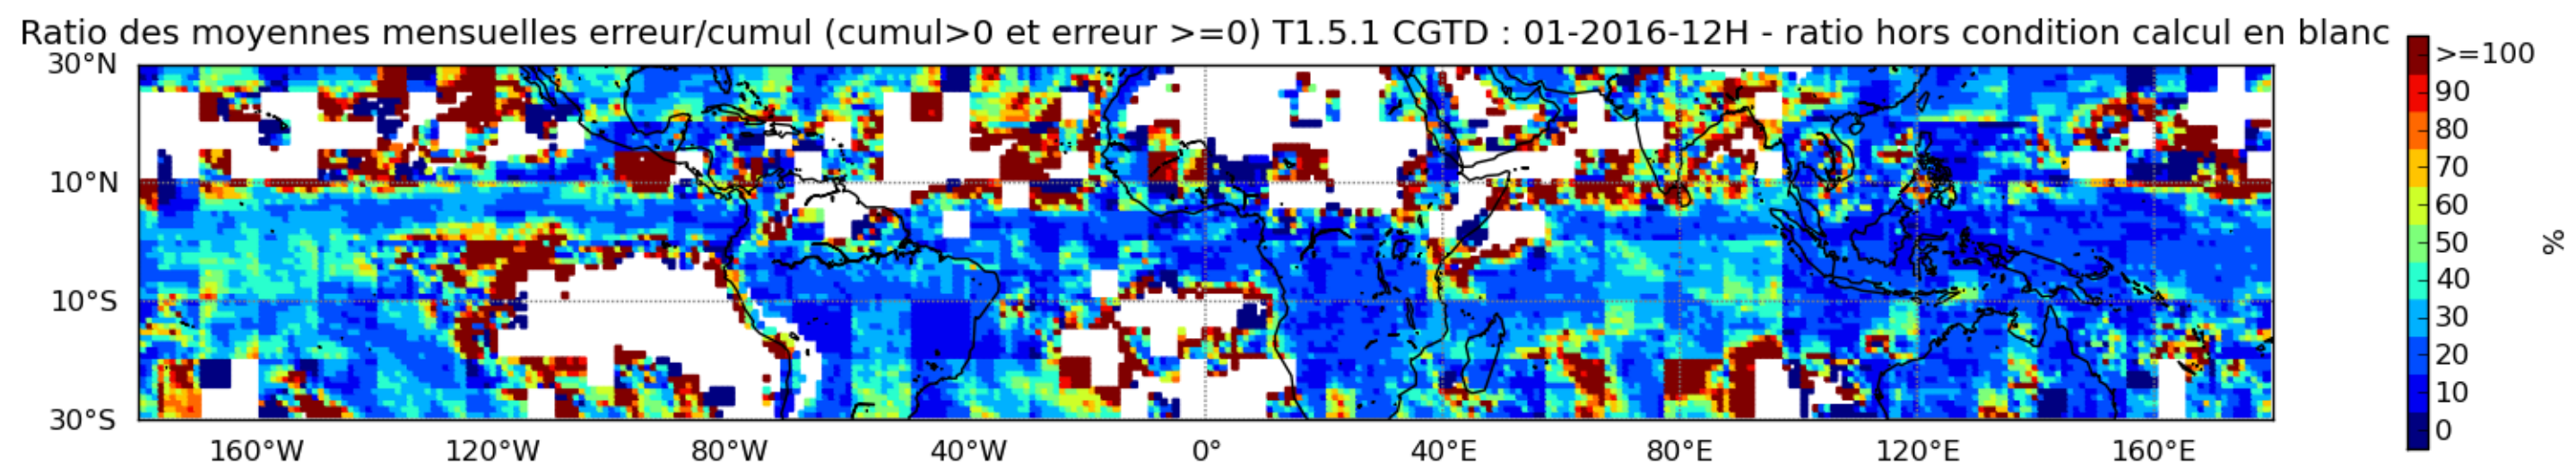 Ratio des moyennes mensuelles erreur/cumul (cumul>0 et erreur >=0) T1.5.1 CGTD : 01-2016-12H - ratio hors condition calcul en blanc
30°N
10°N
10°S
30°S
160°W 120°W 80°W 40°W 0° 40°E 80°E 120°E 160°E
>=100
90
80
70
60
50
40
30
20
10
0
%